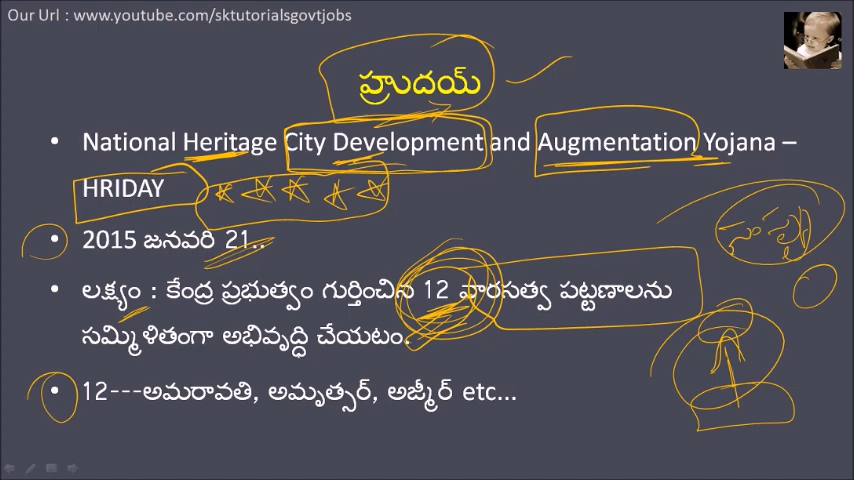 Our Url : www.youtube.com/sktutorialsgovtjobs
హ్రుదయ్
• National Heritage City Development and Augmentation Yojana –
HRIDAY
• 2015 జనవరి 21..
• లక్ష్యం : కేంద్ర ప్రభుత్వం గుర్తించిన 12 వారసత్వ పట్టణాలను
సమ్మిళితంగా అభివృద్ధి చేయటం.
• 12---అమరావతి, అమృత్సర్, అజ్మీర్ etc...